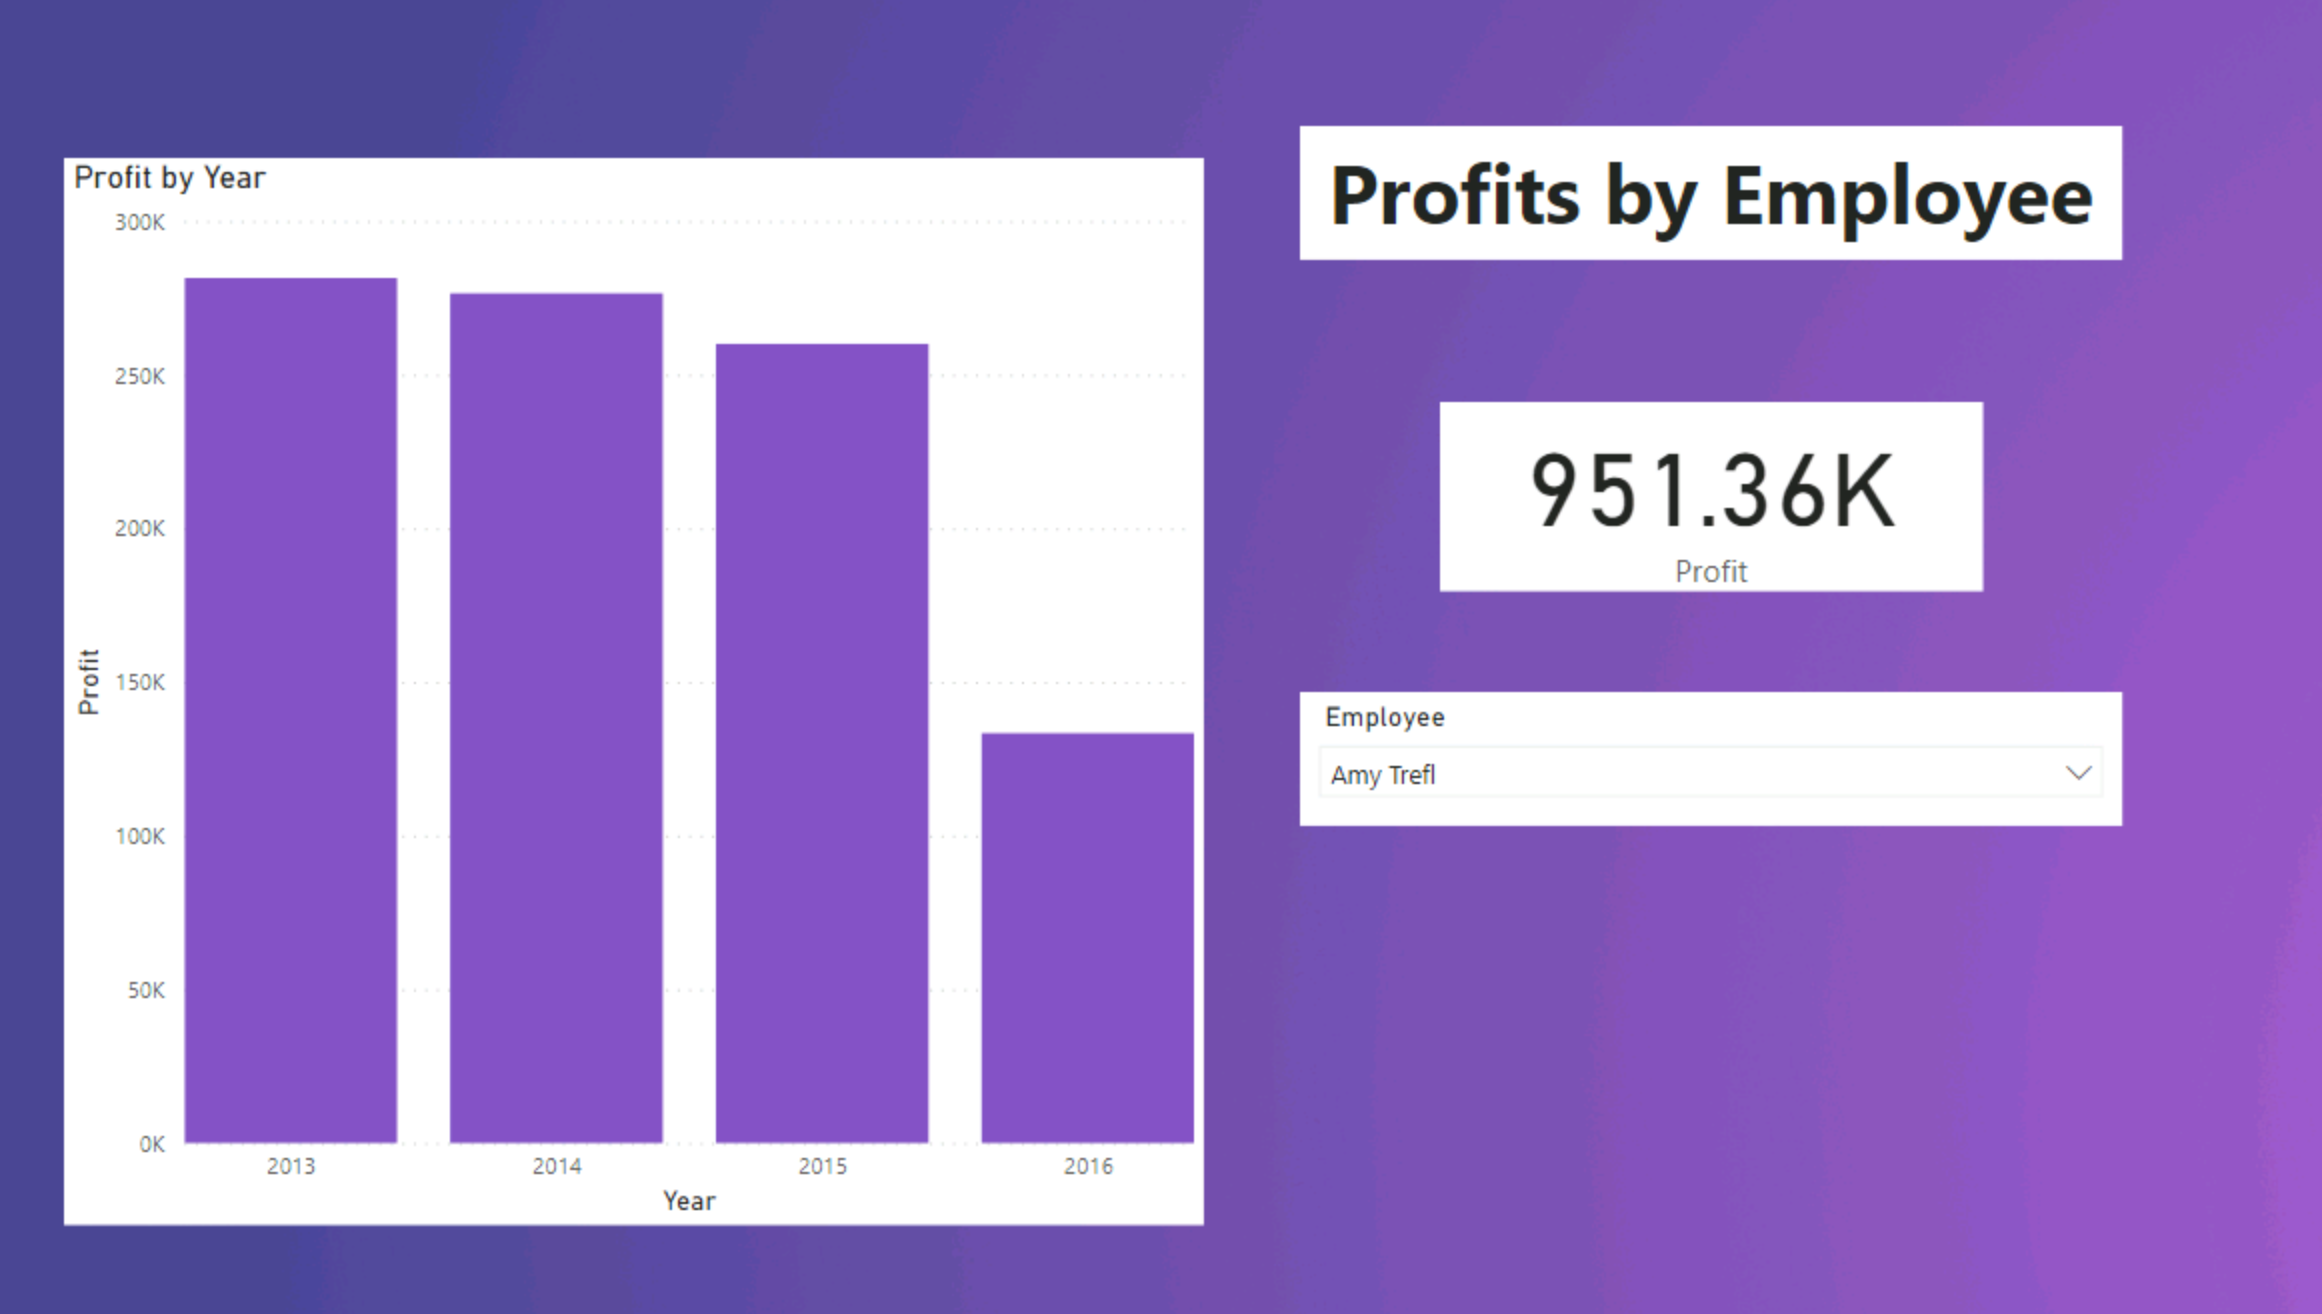 Profit by Year
300K
250K
200K
150K
100K
50K
0K
Profit
2013 2014 2015 2016
Year
Profits by Employee
951.36K
Profit
Employee
Amy Trefl